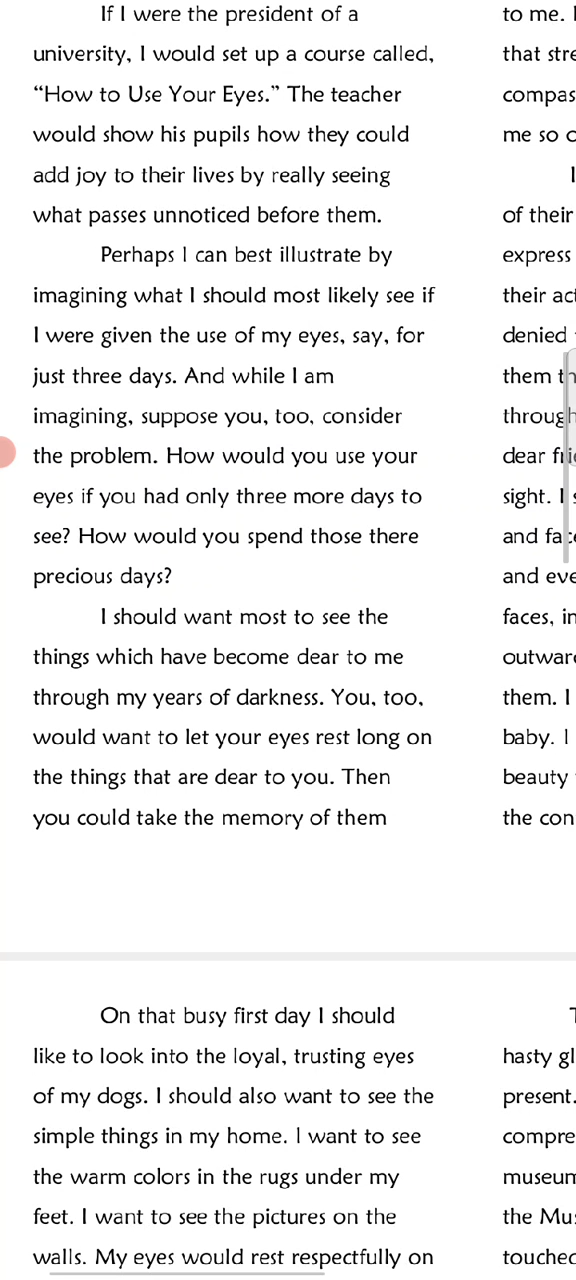 If I were the president of a
university, I would set up a course called,
“How to Use Your Eyes.” The teacher
would show his pupils how they could
add joy to their lives by really seeing
what passes unnoticed before them.
Perhaps I can best illustrate by
imagining what I should most likely see if
I were given the use of my eyes, say, for
just three days. And while I am
imagining, suppose you, too, consider
the problem. How would you use your
eyes if you had only three more days to
see? How would you spend those there
precious days?
I should want most to see the
things which have become dear to me
through my years of darkness. You, too,
would want to let your eyes rest long on
the things that are dear to you. Then
you could take the memory of them
to me.
that
me so
of their
express
their
denied
them
dear
sight. I
and
and
faces,
them. I
baby. I
beauty
the
On that busy first day I should
like to look into the loyal, trusting eyes
of my dogs. I should also want to see the
simple things in my home. I want to see
the warm colors in the rugs under my
feet. I want to see the pictures on the
walls. My eyes would rest respectfully on
hasty
present.
the
touched